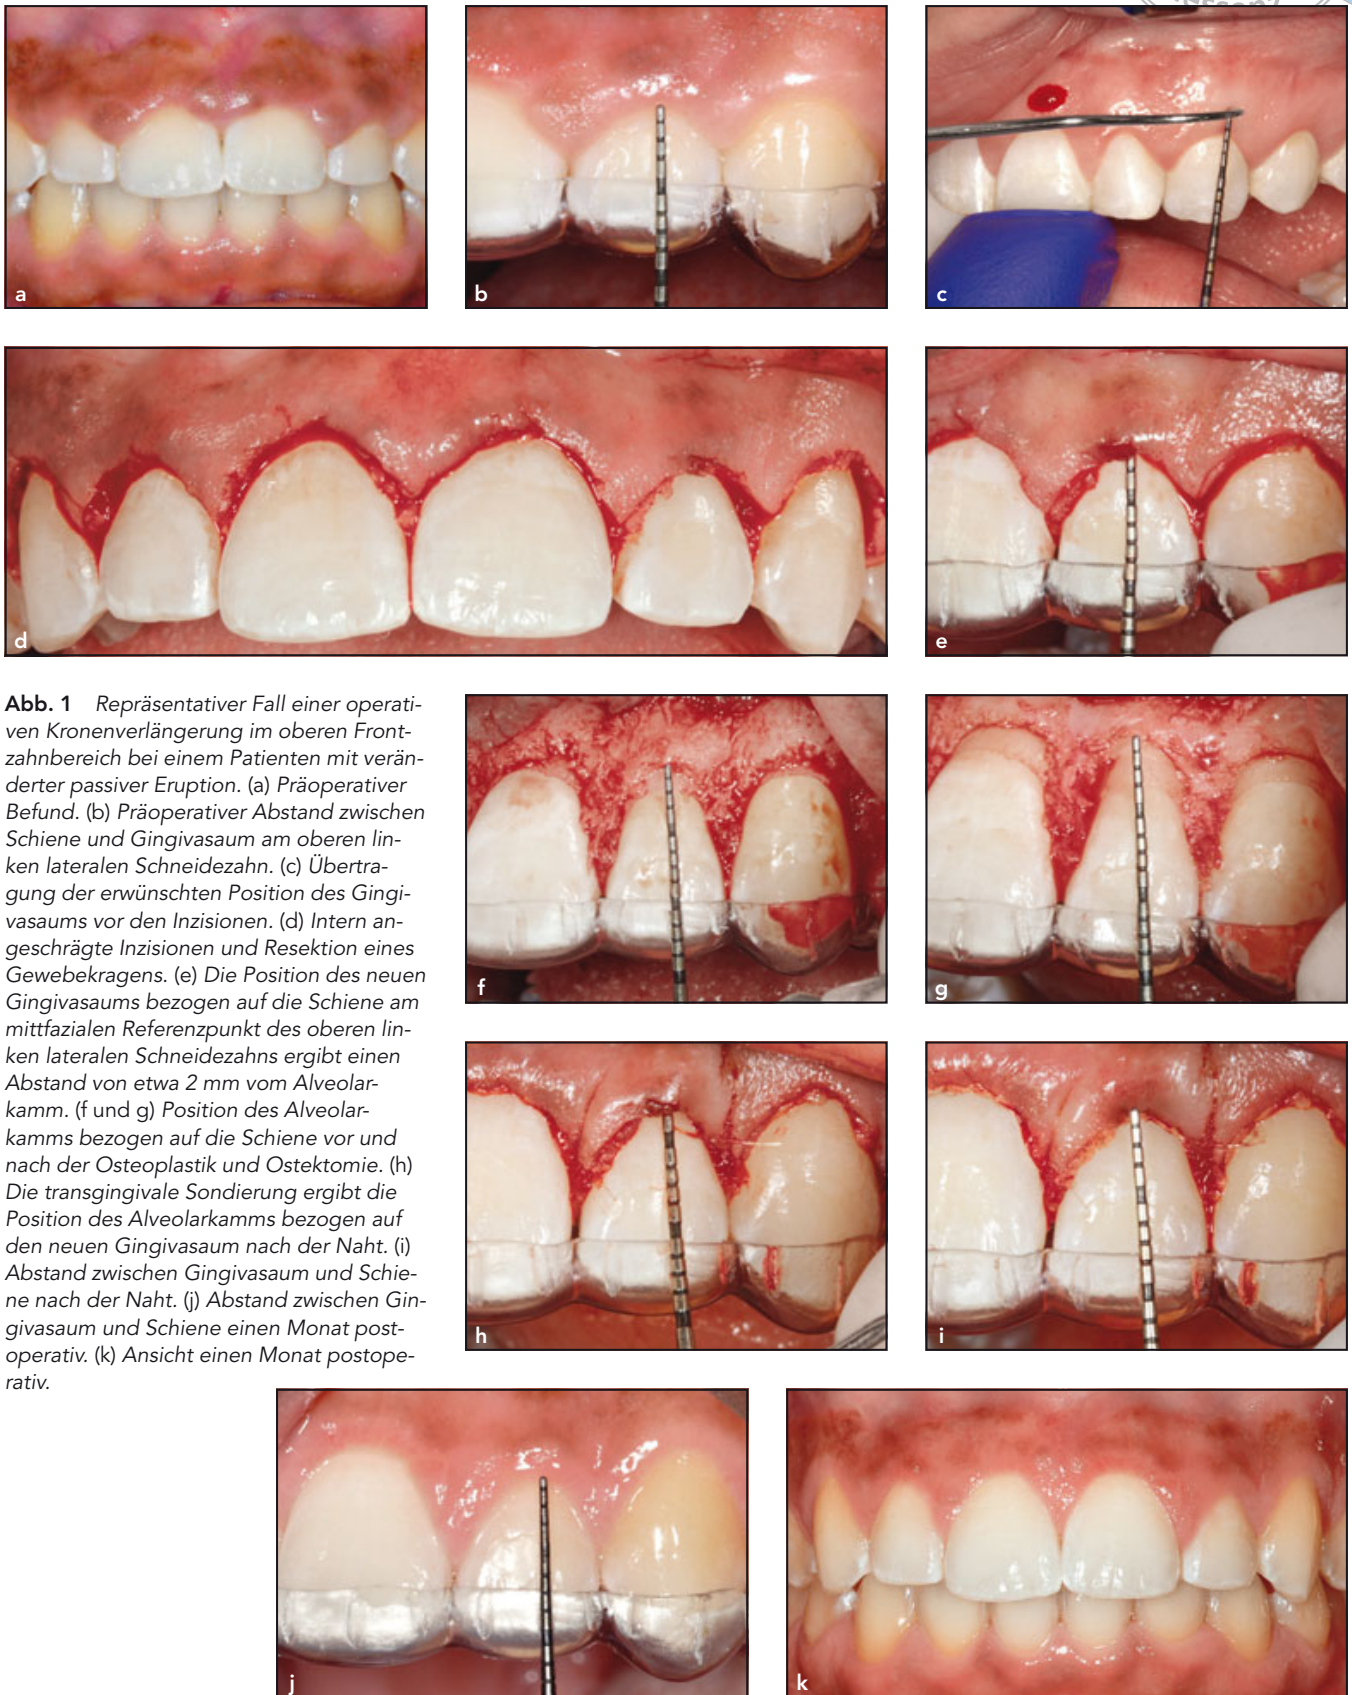 a
b
c
d
e
Abb. 1 Repräsentativer Fall einer operati-
ven Kronenverlängerung im oberen Front-
zahnbereich bei einem Patienten mit verän-
derter passiver Eruption. (a) Präoperativer
Befund. (b) Präoperativer Abstand zwischen
Schiene und Gingivasaum am oberen lin-
ken lateralen Schneidezahn. (c) Übertra-
gung der erwünschten Position des Gingi-
vasaums vor den Inzisionen. (d) Intern an-
geschrägte Inzisionen und Resektion eines
Gewebekragens. (e) Die Position des neuen
Gingivasaums bezogen auf die Schiene am
mittfazialen Referenzpunkt des oberen lin-
ken lateralen Schneidezahns ergibt einen
Abstand von etwa 2 mm vom Alveolar-
kamm. (f und g) Position des Alveolar-
kamms bezogen auf die Schiene vor und
nach der Osteoplastik und Ostektomie. (h)
Die transgingivale Sondierung ergibt die
Position des Alveolarkamms bezogen auf
den neuen Gingivasaum nach der Naht. (i)
Abstand zwischen Gingivasaum und Schie-
ne nach der Naht. (j) Abstand zwischen Gin-
givasaum und Schiene einen Monat post-
operativ. (k) Ansicht einen Monat postope-
rativ.
f
g
h
i
j
k